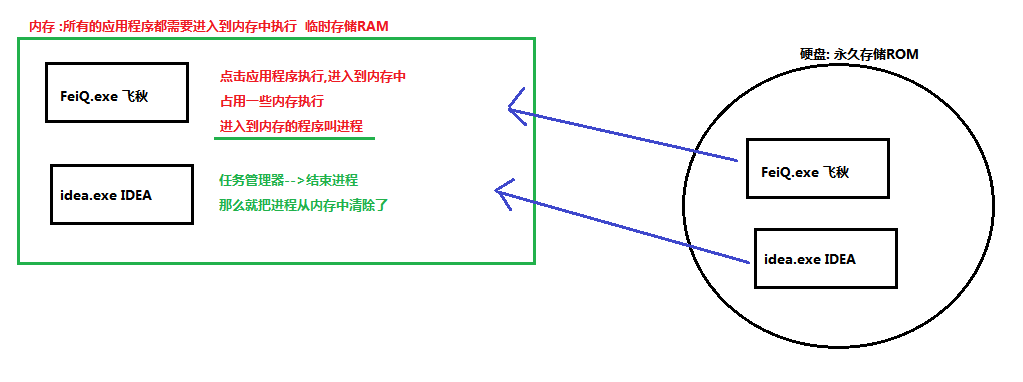 内存 :所有的应用程序都需要进入到内存中执行 临时存储RAM
硬盘: 永久存储ROM
FeiQ.exe 飞秋
点击应用程序执行,进入到内存中
占用一些内存执行
进入到内存的程序叫进程
idea.exe IDEA
任务管理器-->结束进程
那么就把进程从内存中清除了
FeiQ.exe 飞秋
idea.exe IDEA